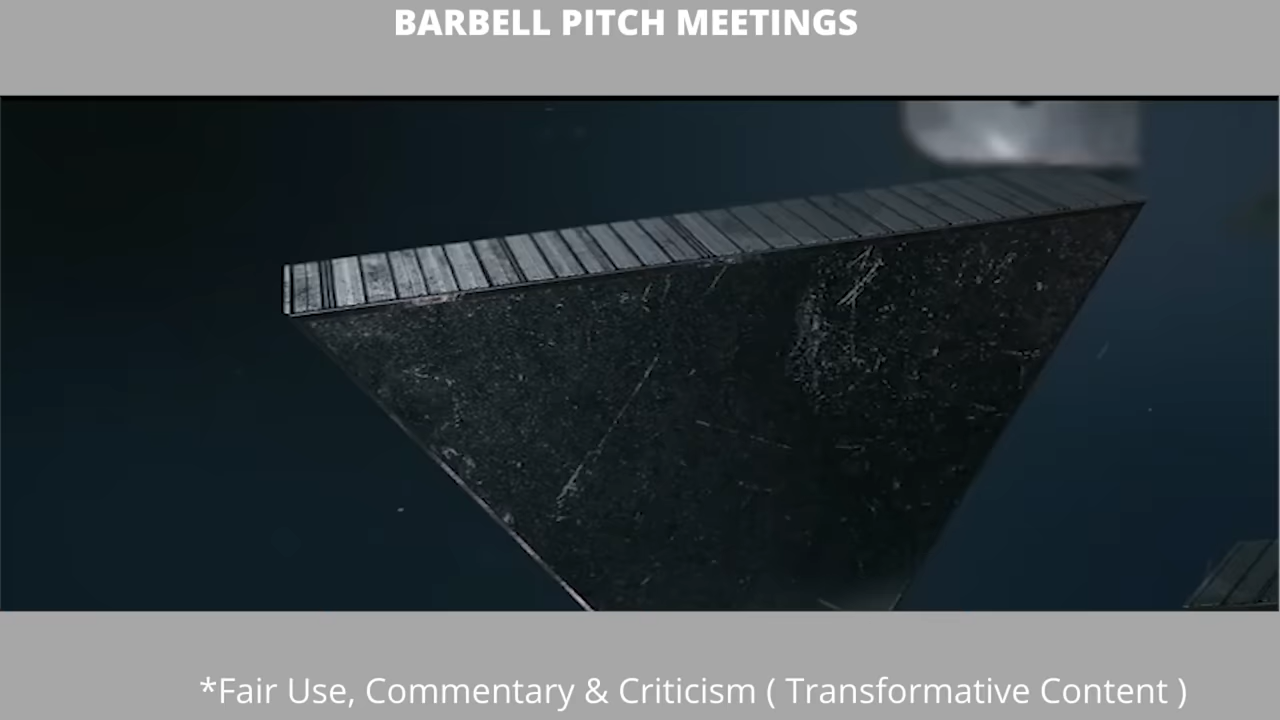 BARBELL PITCH MEETINGS
*Fair Use, Commentary & Criticism ( Transformative Content )